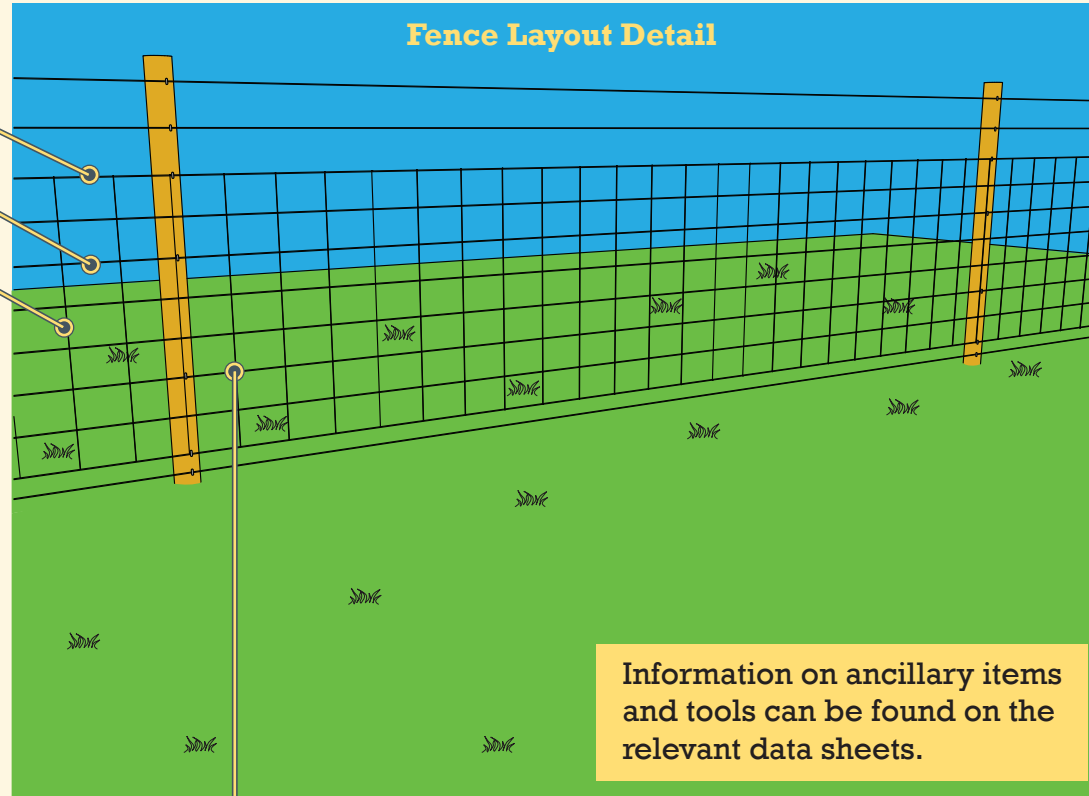 Fence Layout Detail
Information on ancillary items
and tools can be found on the
relevant data sheets.